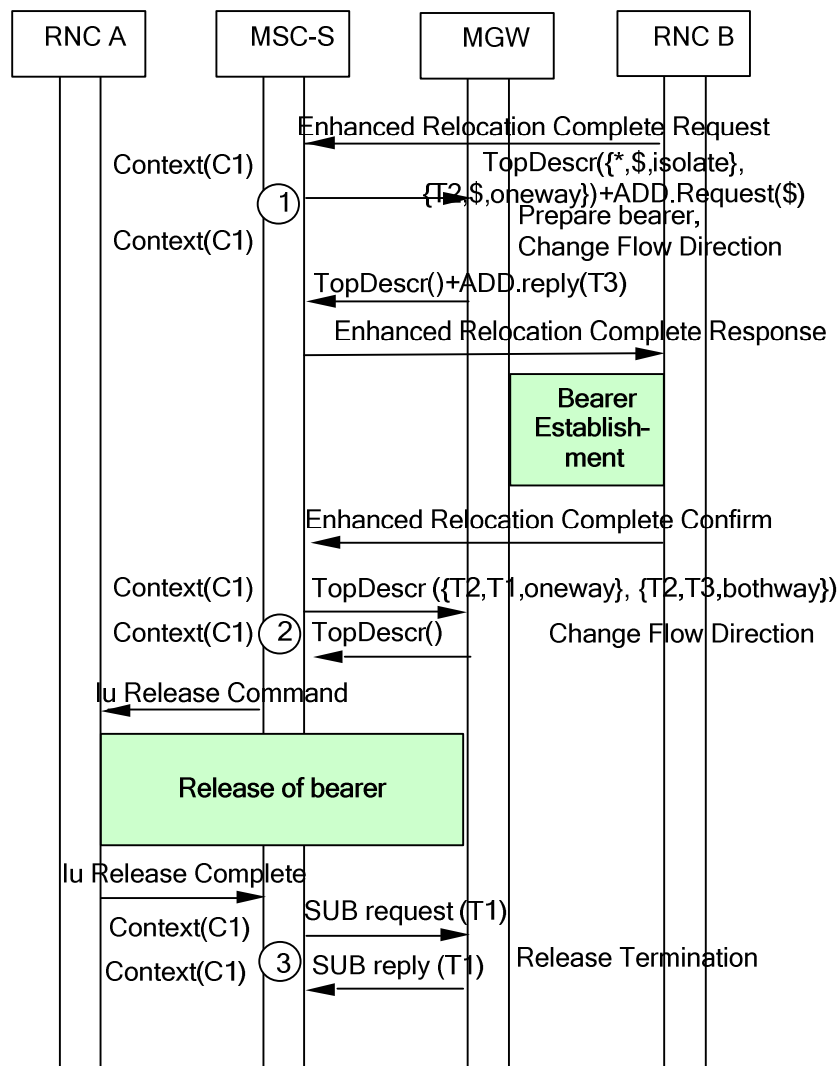 RNC A
MSC-S
MGW
RNC B
Enhanced Relocation Complete Request
Context(C1)
TopDescr({*,$,isolate},
{T2,$,oneway})+ADD.Request($)
1
Prepare bearer,
Context(C1)
Change Flow Direction
TopDescr()+ADD.reply(T3)
Enhanced Relocation Complete Response
Bearer
Establish-
ment
Enhanced Relocation Complete Confirm
Context(C1)
TopDescr ({T2,T1,oneway}, {T2,T3,bothway})
Context(C1)
2
TopDescr()
Change Flow Direction
Iu Release Command
Release of bearer
Iu Release Complete
SUB request (T1)
Context(C1)
3
Context(C1)
SUB reply (T1)
Release Termination